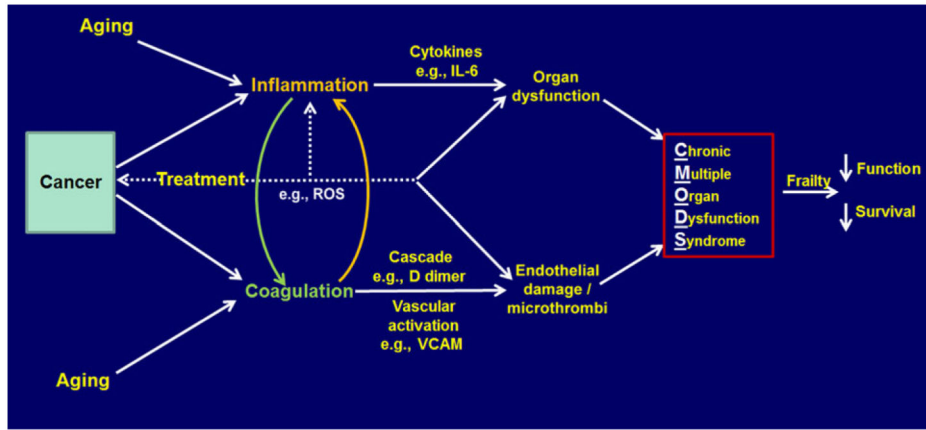 Aging
Cytokines
e.g., IL-6
Inflammation
Organ
dysfunction
Cancer
Treatment
e.g., ROS
Chronic
Multiple
Organ
Dysfunction
Syndrome
Frailty
Function
Survival
Cascade
e.g., D dimer
Coagulation
Endothelial
damage /
microthrombi
Vascular
activation
e.g., VCAM
Aging